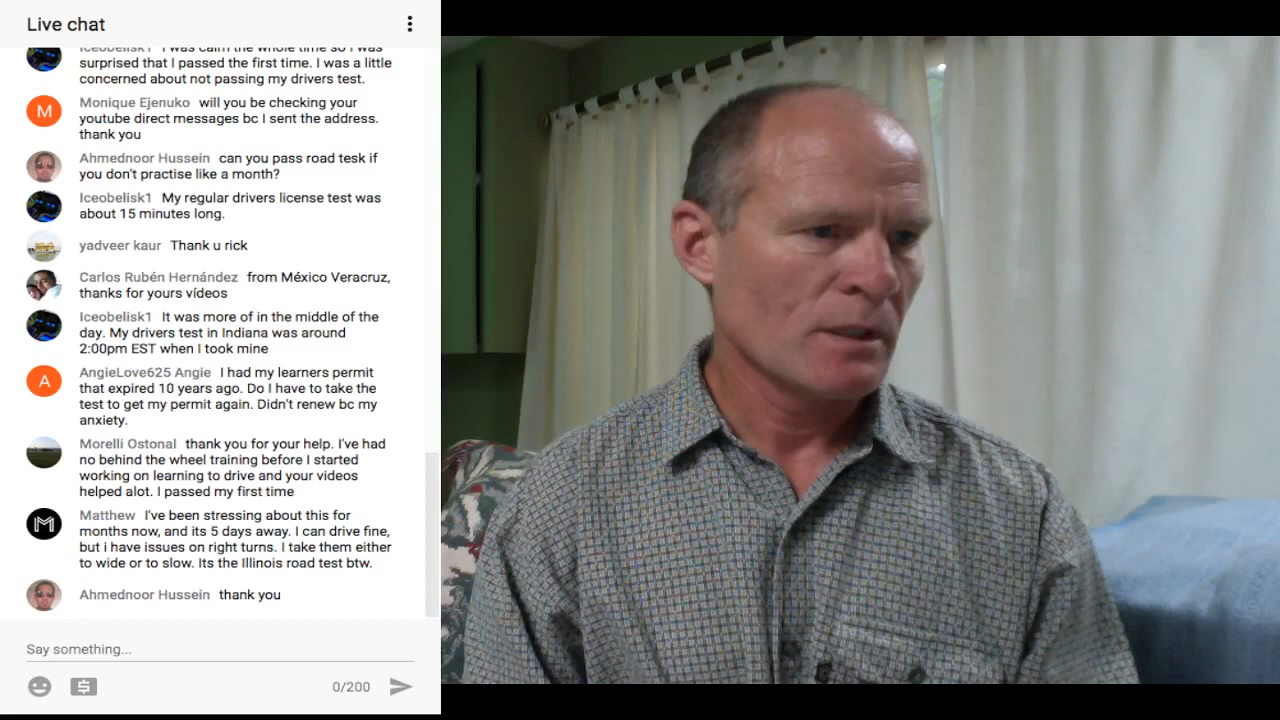 Live chat
Iceobelisk1 I was calm the whole time so I was
surprised that I passed the first time. I was a little
concerned about not passing my drivers test.
M
Monique Ejenuko will you be checking your
youtube direct messages bc I sent the address.
thank you
Ahmednoor Hussein can you pass road tesk if
you don't practise like a month?
Iceobelisk1 My regular drivers license test was
about 15 minutes long.
yadveer kaur Thank u rick
Carlos Rubén Hernández from México Veracruz,
thanks for yours vídeos
Iceobelisk1 It was more of in the middle of the
day. My drivers test in Indiana was around
2:00pm EST when I took mine
A
AngieLove625 Angie I had my learners permit
that expired 10 years ago. Do I have to take the
test to get my permit again. Didn't renew bc my
anxiety.
Morelli Ostonal thank you for your help. I've had
no behind the wheel training before I started
working on learning to drive and your videos
helped alot. I passed my first time
M
Matthew I've been stressing about this for
months now, and its 5 days away. I can drive fine,
but i have issues on right turns. I take them either
to wide or to slow. Its the Illinois road test btw.
Ahmednoor Hussein thank you
Say something...
$
0/200